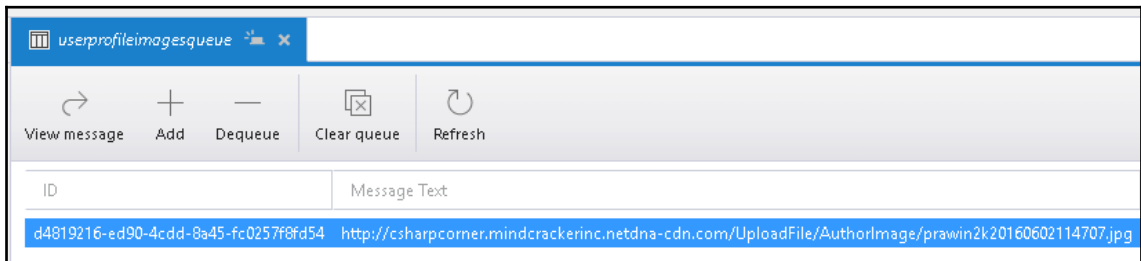 userprofileimagesqueue
View message Add Dequeue Clear queue Refresh
ID Message Text
d4819216-ed90-4cdd-8a45-fc0257f8fd54 http://csharpcorner.mindcrackerinc.netdna-cdn.com/UploadFile/AuthorImage/prawin2k20160602114707.jpg